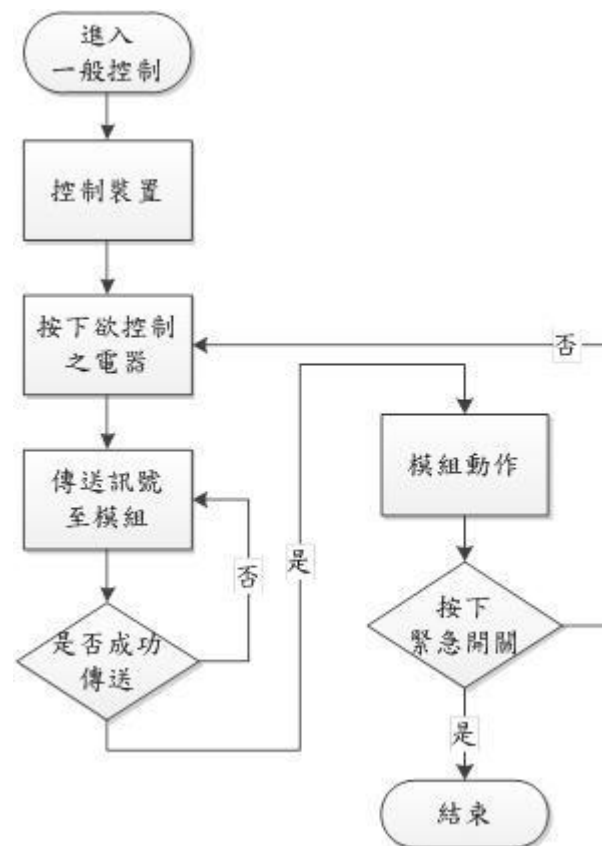 進入
一般控制
控制裝置
按下欲控制
之電器
傳送訊號
至模組
否
是否成功
傳送
是
模組動作
按下
緊急開關
否
是
結束